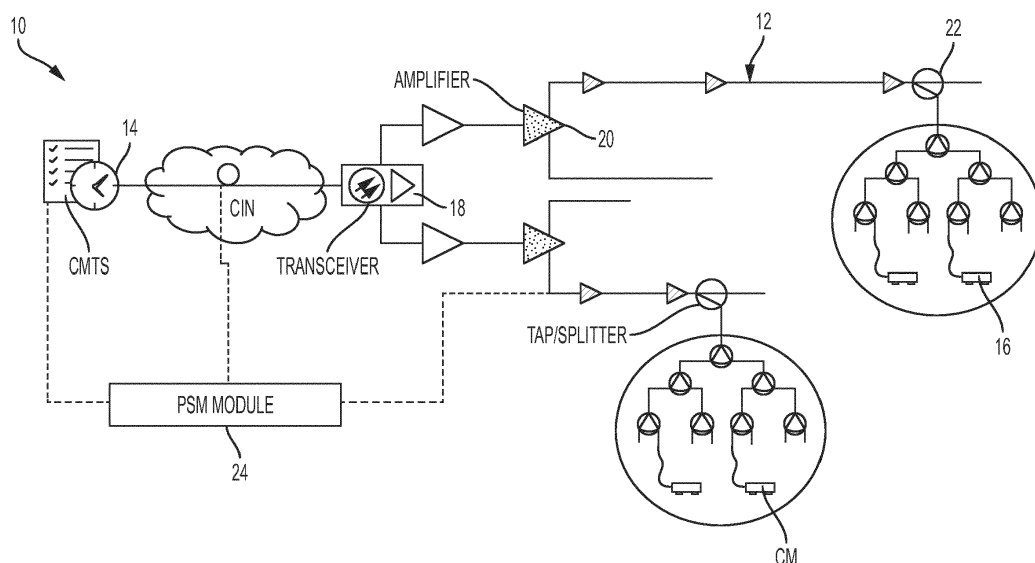 10
14
CMTS
CIN
TRANSCEIVER
18
AMPLIFIER
20
12
22
16
TAP/SPLITTER
CM
PSM MODULE
24